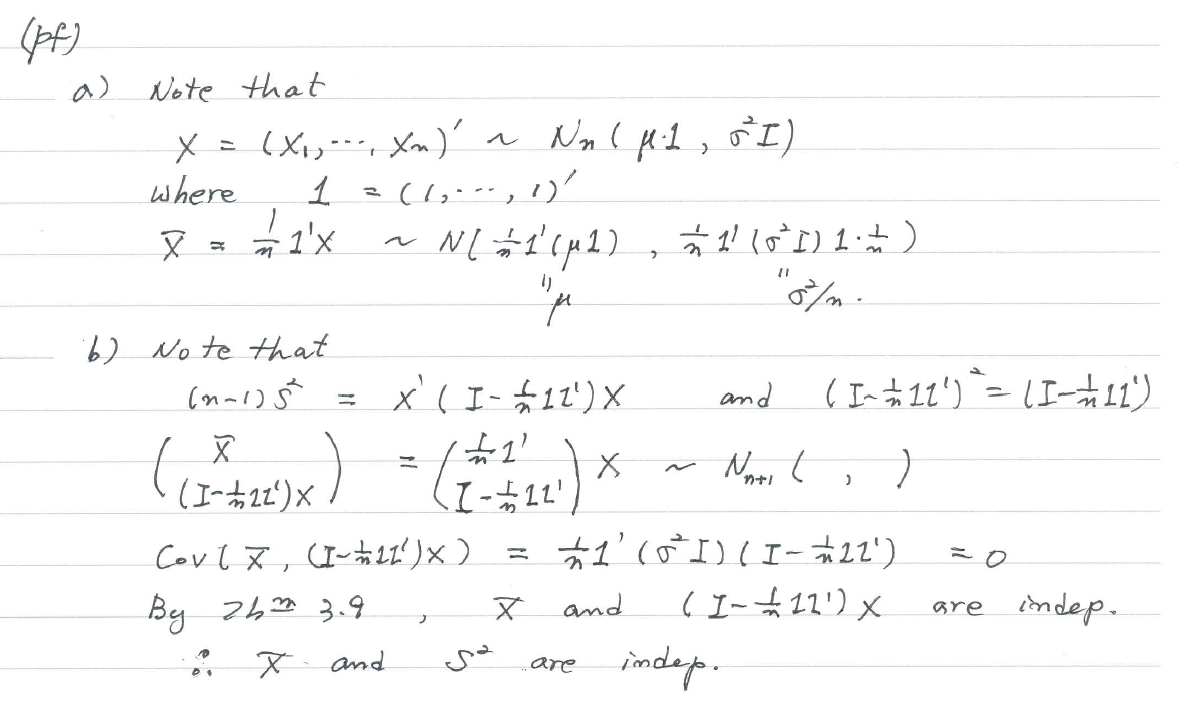 (pf)
a) Note that
X = (X₁, ..., Xₙ)' ~ Nₙ(μ·1, σ²I)
where 1 = (1, ..., 1)'
X̄ = 1/n 1'X ~ N(1/n 1'(μ1), 1/n 1'(σ²I)1·1/n)
" μ " σ²/n.
b) Note that
(n-1)S² = X'(I-1/n 11')X and (I-1/n 11')² = (I-1/n 11')
(X̄ (I-1/n 11')X) = (1/n 1' I-1/n 11') X ~ Nₙ₊₁( , )
Cov(X̄, (I-1/n 11')X) = 1/n 1'(σ²I)(I-1/n 11') = 0
By Thm 3.9, X̄ and (I-1/n 11')X are indep.
∴ X̄ and S² are indep.